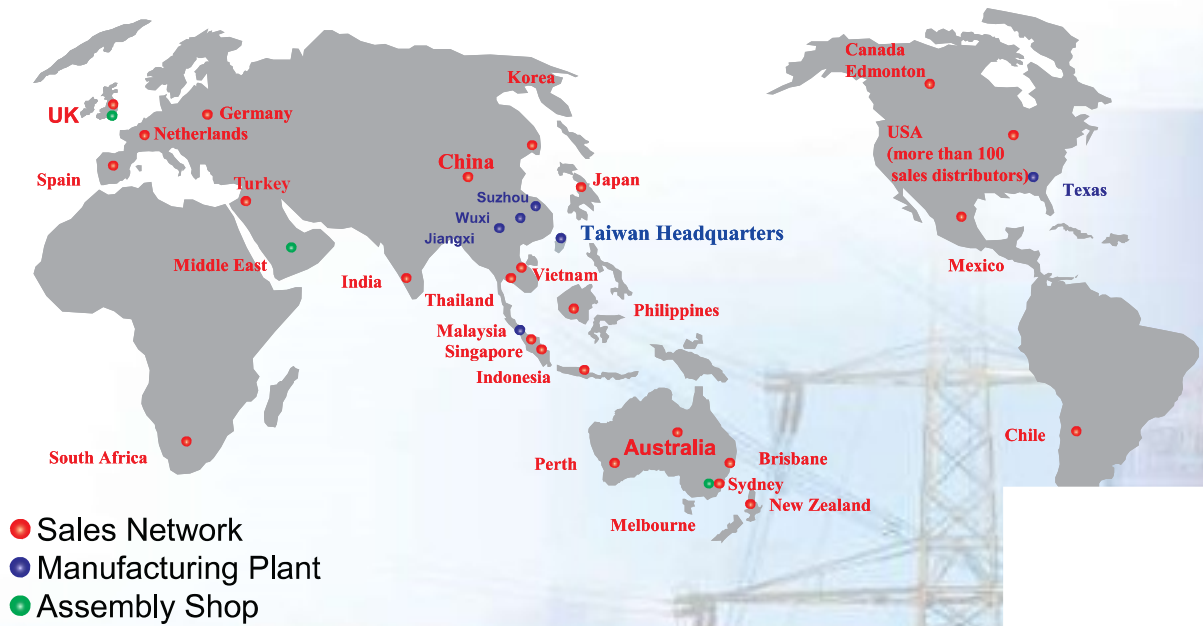 Canada
Edmonton
Korea
UK
Germany
Netherlands
USA
(more than 100
sales distributors)
China
Spain
Turkey
Japan
Texas
Suzhou
Wuxi
Jiangxi
Taiwan Headquarters
Middle East
Mexico
India
Vietnam
Thailand
Philippines
Malaysia
Singapore
Indonesia
Chile
Australia
South Africa
Perth
Brisbane
Sydney
New Zealand
Melbourne
Sales Network
Manufacturing Plant
Assembly Shop